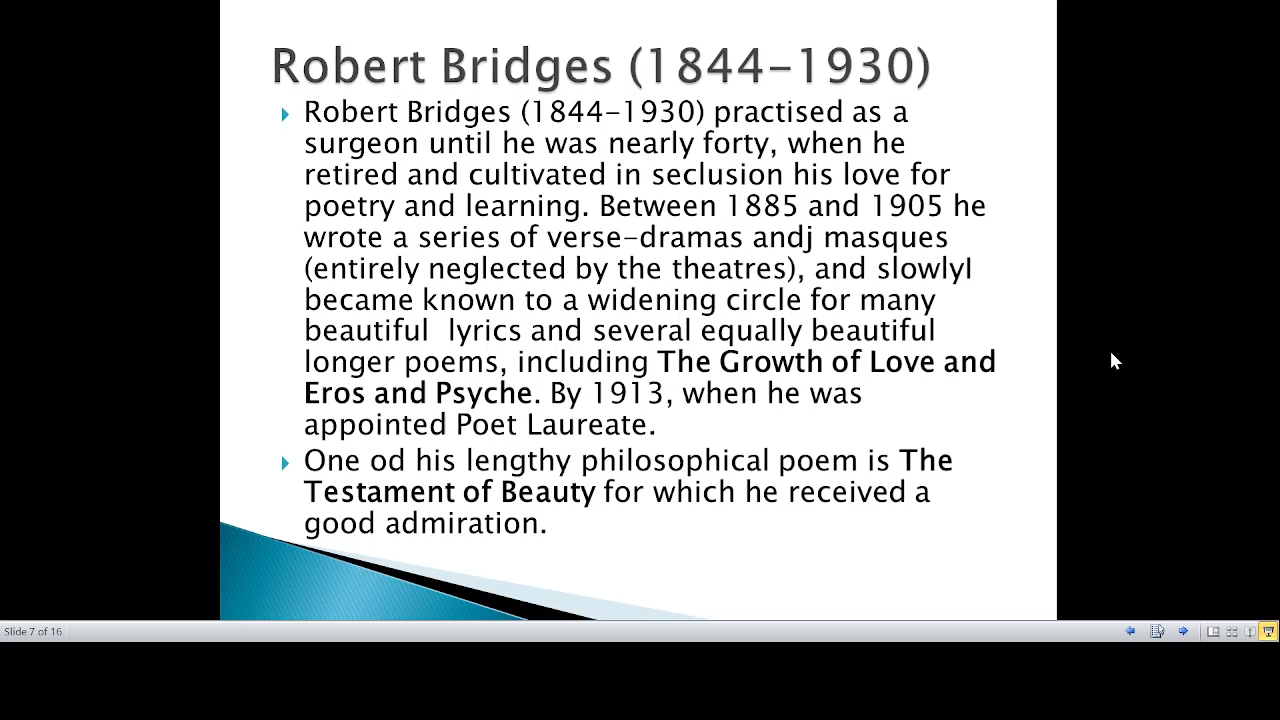 Robert Bridges (1844-1930)
Robert Bridges (1844-1930) practised as a
surgeon until he was nearly forty, when he
retired and cultivated in seclusion his love for
poetry and learning. Between 1885 and 1905 he
wrote a series of verse-dramas andj masques
(entirely neglected by the theatres), and slowlyI
became known to a widening circle for many
beautiful  lyrics and several equally beautiful
longer poems, including The Growth of Love and
Eros and Psyche. By 1913, when he was
appointed Poet Laureate.
One od his lengthy philosophical poem is The
Testament of Beauty for which he received a
good admiration.
Slide 7 of 16